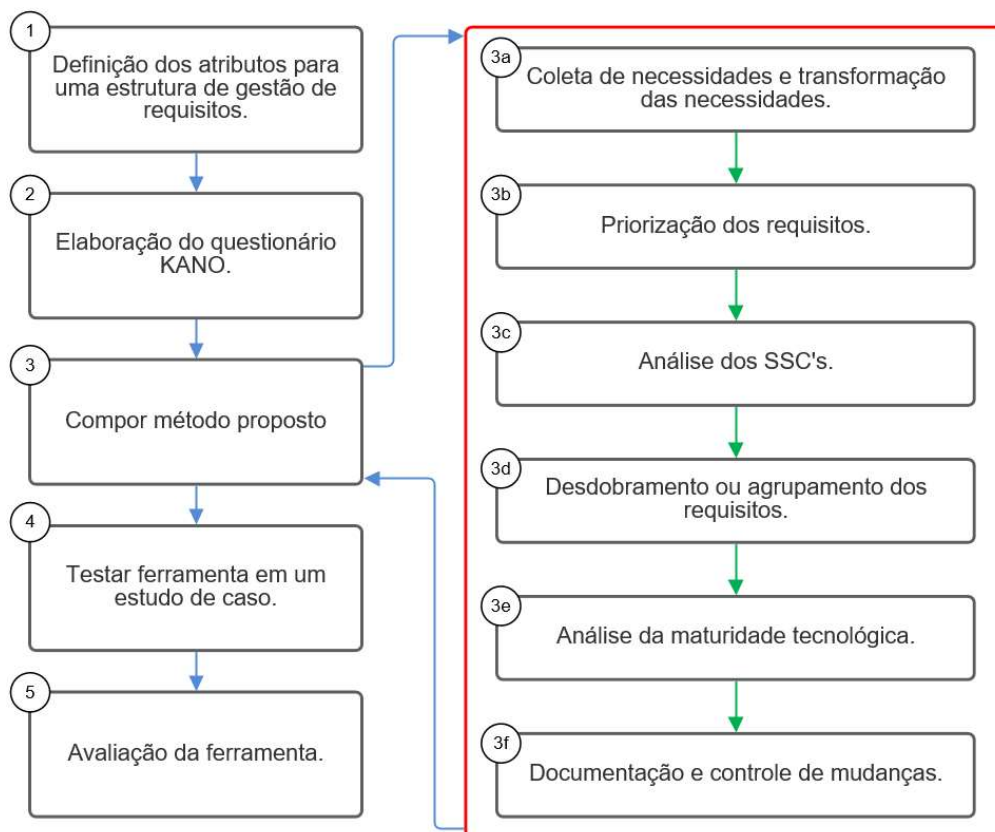 1
Definição dos atributos para
uma estrutura de gestão de
requisitos.
2
Elaboração do questionário
KANO.
3
Compor método proposto
4
Testar ferramenta em um
estudo de caso.
5
Avaliação da ferramenta.
3a
Coleta de necessidades e transformação
das necessidades.
3b
Priorização dos requisitos.
3c
Análise dos SSC's.
3d
Desdobramento ou agrupamento dos
requisitos.
3e
Análise da maturidade tecnológica.
3f
Documentação e controle de mudanças.